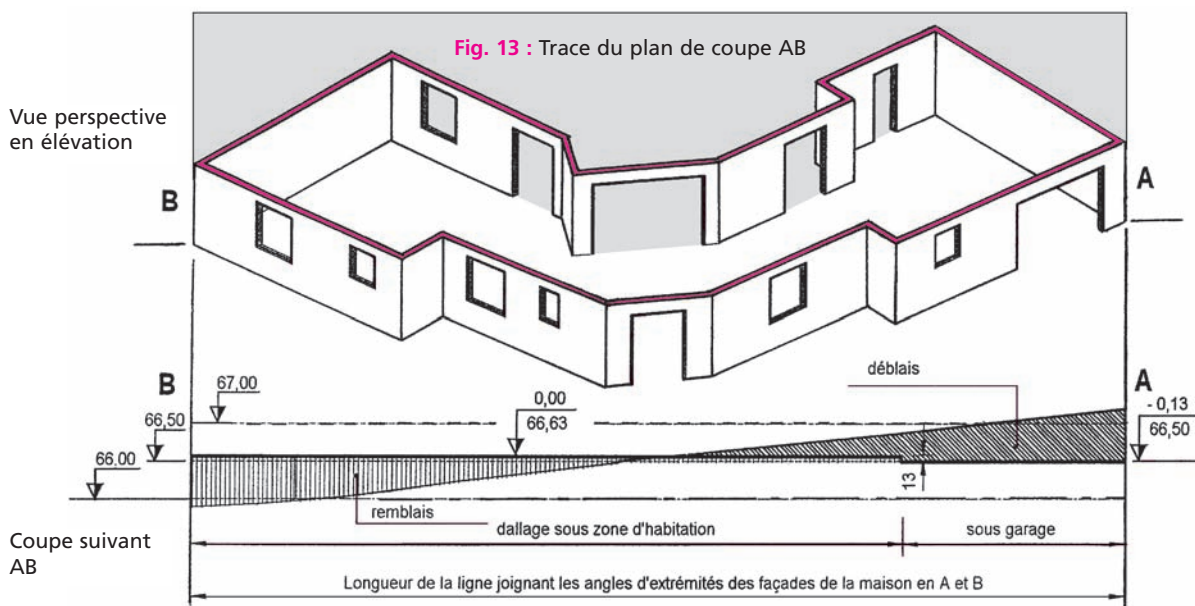 Fig. 13 : Trace du plan de coupe AB
Vue perspective
en élévation
B
A
B
67,00
0,00
66,63
déblais
A
- 0,13
66,50
66,50
66,00
13
remblais
dallage sous zone d'habitation
sous garage
Coupe suivant
AB
Longueur de la ligne joignant les angles d'extrémités des façades de la maison en A et B